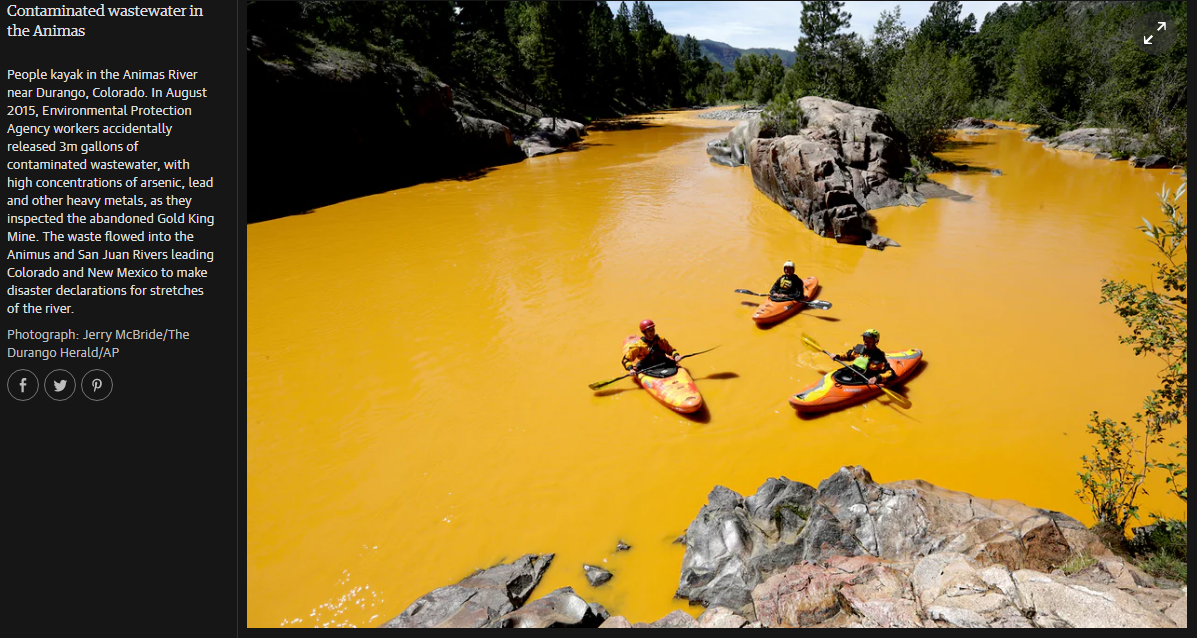 Contaminated wastewater in
the Animas
People kayak in the Animas River
near Durango, Colorado. In August
2015, Environmental Protection
Agency workers accidentally
released 3m gallons of
contaminated wastewater, with
high concentrations of arsenic, lead
and other heavy metals, as they
inspected the abandoned Gold King
Mine. The waste flowed into the
Animus and San Juan Rivers leading
Colorado and New Mexico to make
disaster declarations for stretches
of the river.
Photograph: Jerry McBride/The
Durango Herald/AP